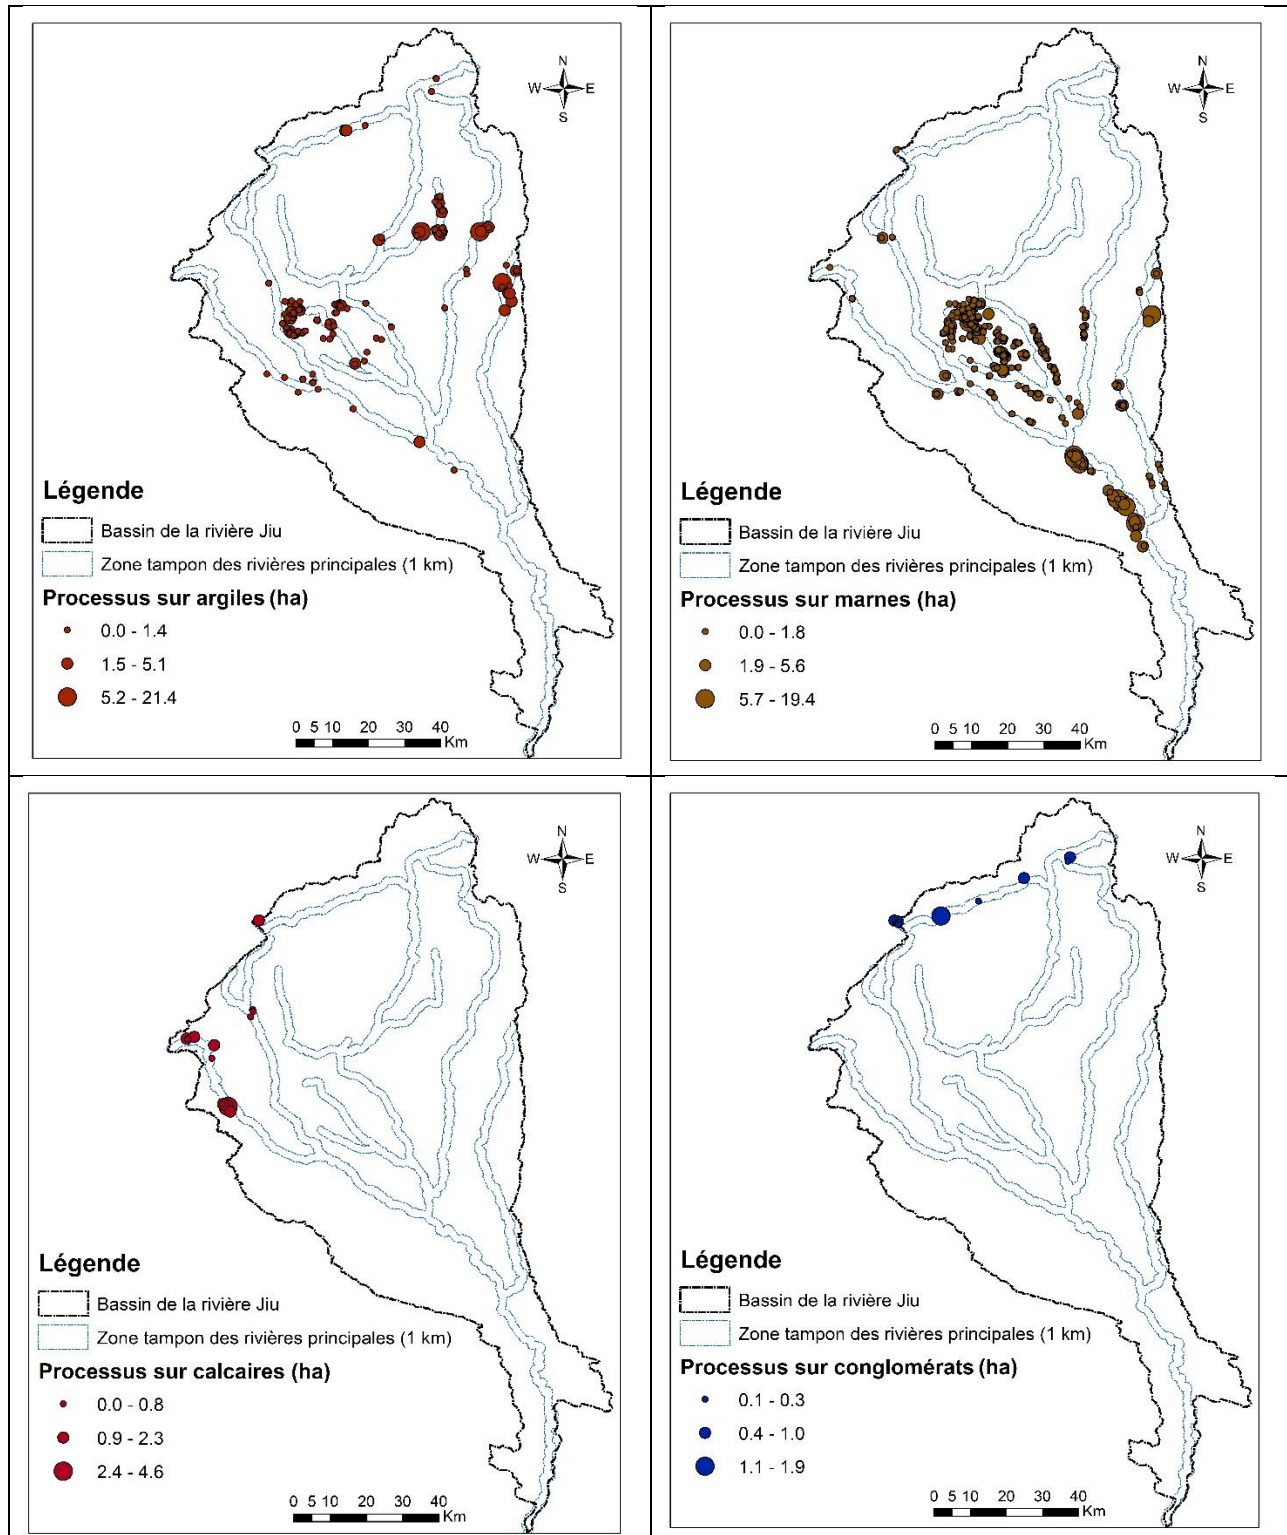 N
W E
S
Légende
Bassin de la rivière Jiu
Zone tampon des rivières principales (1 km)
Processus sur argiles (ha)
0.0 - 1.4
1.5 - 5.1
5.2 - 21.4
0 5 10 20 30 40
Km
N
W E
S
Légende
Bassin de la rivière Jiu
Zone tampon des rivières principales (1 km)
Processus sur marnes (ha)
0.0 - 1.8
1.9 - 5.6
5.7 - 19.4
0 5 10 20 30 40
Km
N
W E
S
Légende
Bassin de la rivière Jiu
Zone tampon des rivières principales (1 km)
Processus sur calcaires (ha)
0.0 - 0.8
0.9 - 2.3
2.4 - 4.6
0 5 10 20 30 40
Km
N
W E
S
Légende
Bassin de la rivière Jiu
Zone tampon des rivières principales (1 km)
Processus sur conglomérats (ha)
0.1 - 0.3
0.4 - 1.0
1.1 - 1.9
0 5 10 20 30 40
Km